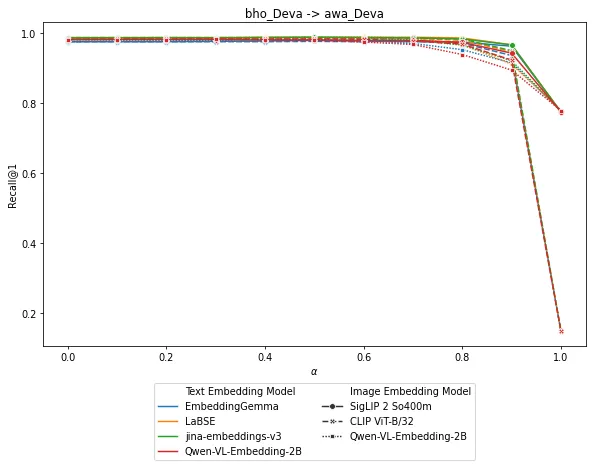 bho_Deva -> awa_Deva
1.0
0.8
0.6
0.4
0.2
Recall@1
0.0 0.2 0.4 0.6 0.8 1.0
α
Text Embedding Model Image Embedding Model
EmbeddingGemma SigLIP 2 So400m
LaBSE CLIP ViT-B/32
jina-embeddings-v3 Qwen-VL-Embedding-2B
Qwen-VL-Embedding-2B